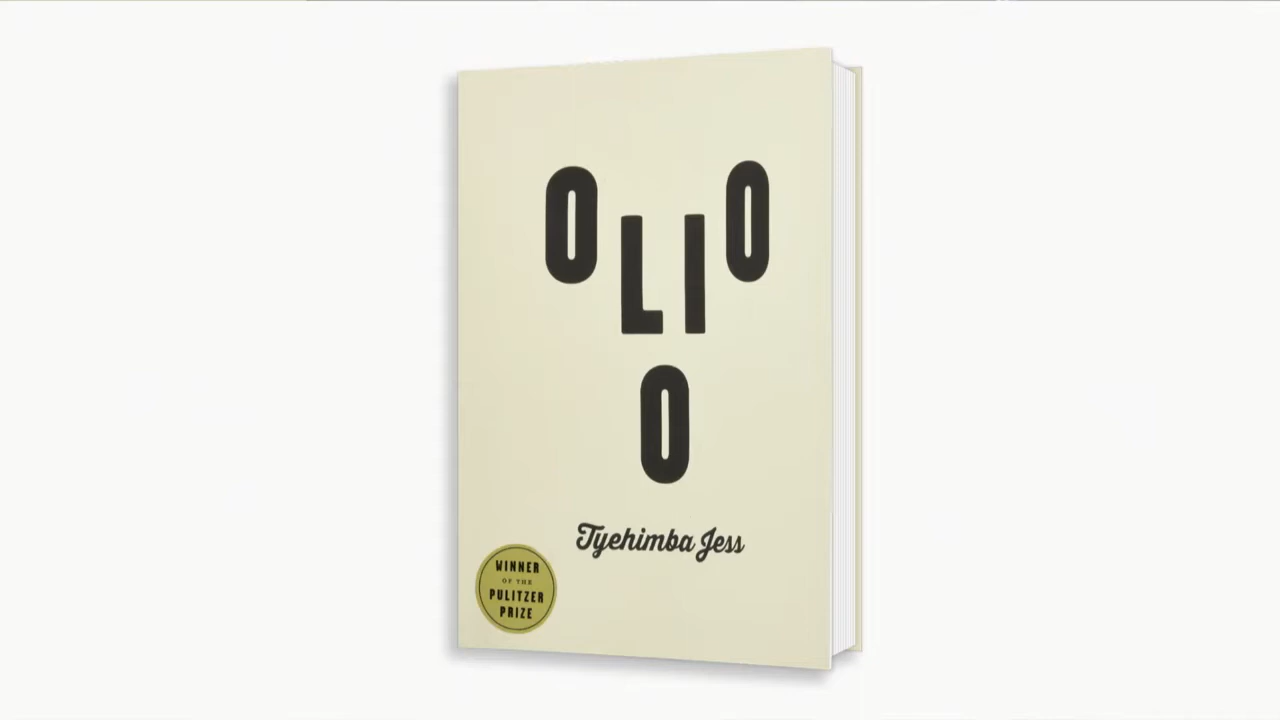 OLIO
O
Tyehimba Jess
WINNER
OF THE
PULITZER
PRIZE